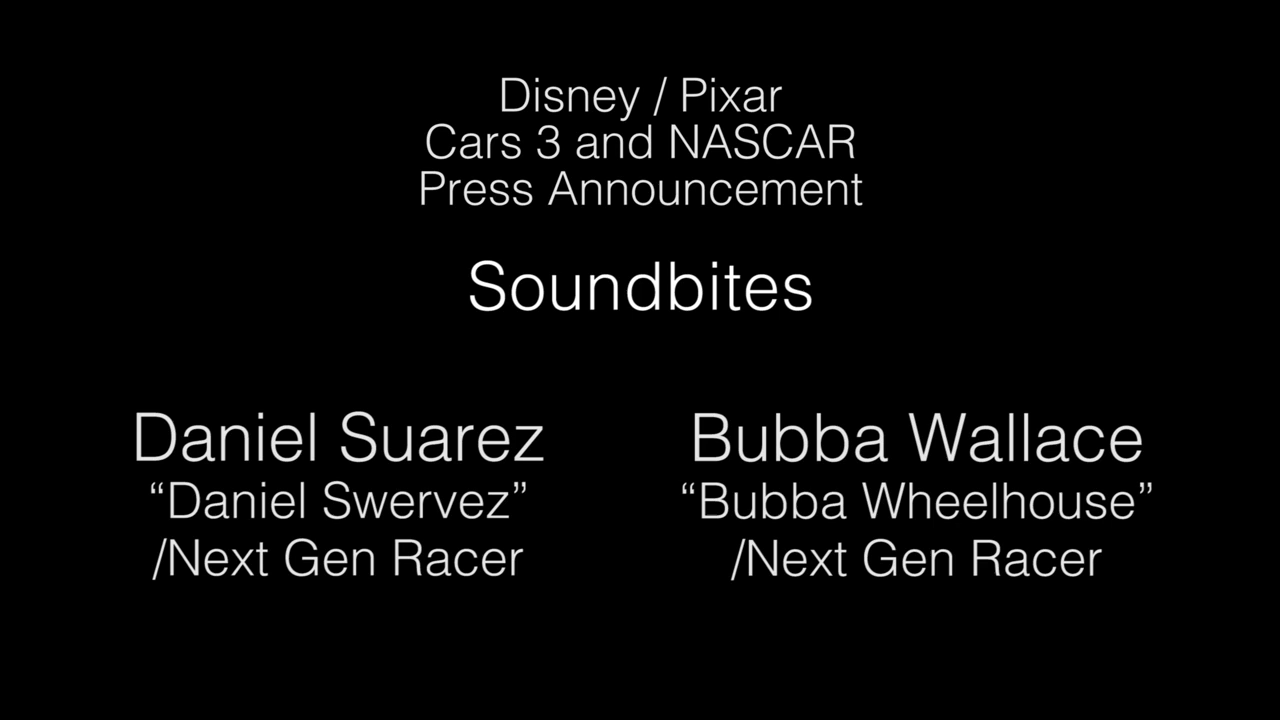 Disney / Pixar
Cars 3 and NASCAR
Press Announcement
Soundbites
Daniel Suarez
“Daniel Swervez”
/Next Gen Racer
Bubba Wallace
“Bubba Wheelhouse”
/Next Gen Racer